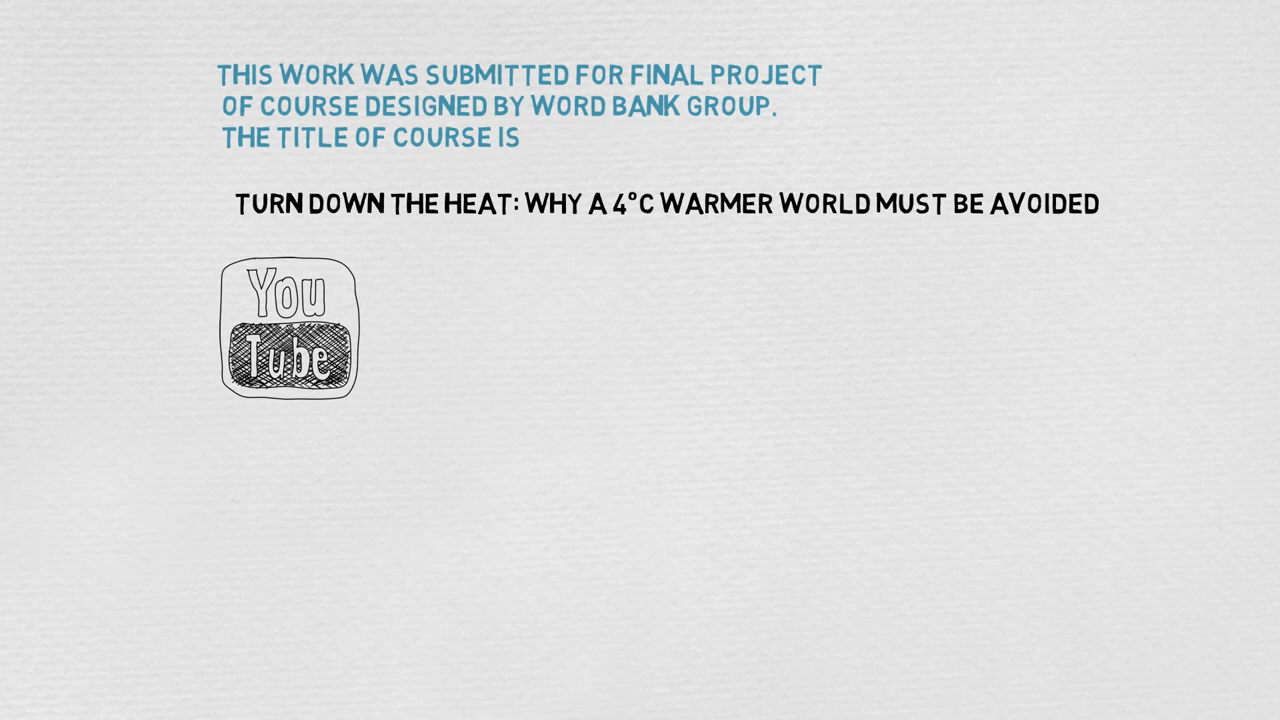 THIS WORK WAS SUBMITTED FOR FINAL PROJECT
OF COURSE DESIGNED BY WORD BANK GROUP.
THE TITLE OF COURSE IS
TURN DOWN THE HEAT: WHY A 4°C WARMER WORLD MUST BE AVOIDED
You
Tube